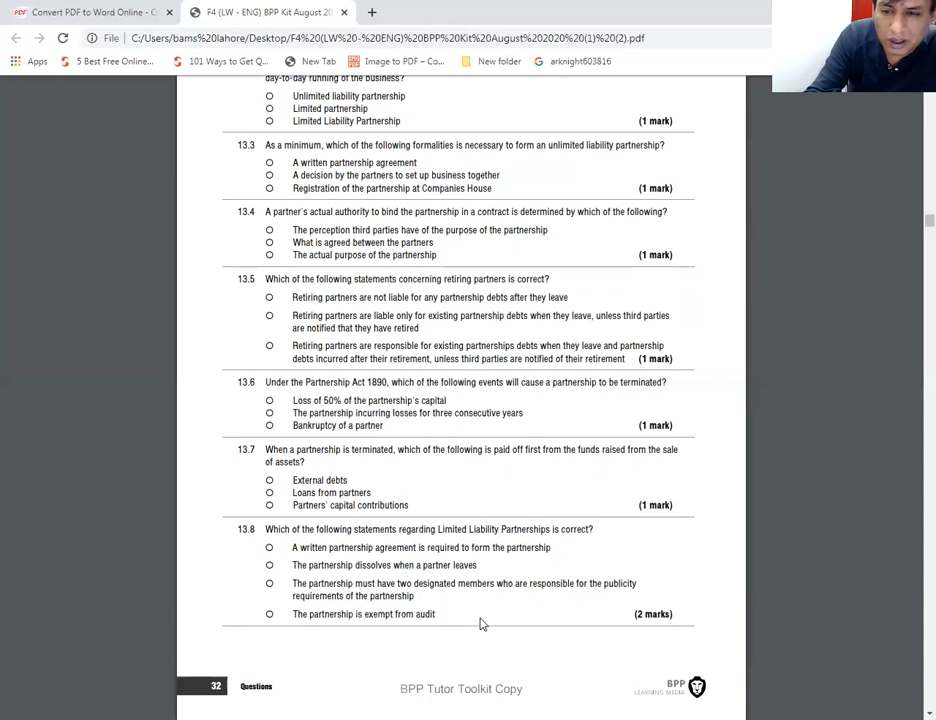 Convert PDF to Word Online - Co
F4 (LW - ENG) BPP Kit August 20
File
C:/Users/bams%20lahore/Desktop/F4%20(LW%20-%20ENG)%20BPP%20Kit%20August%202020%20(1)%20(2).pdf
Apps
5 Best Free Online...
101 Ways to Get Q...
New Tab
Image to PDF – Co...
New folder
arknight603816
day-to-day running of the business?
Unlimited liability partnership
Limited partnership
Limited Liability Partnership (1 mark)
13.3 As a minimum, which of the following formalities is necessary to form an unlimited liability partnership?
A written partnership agreement
A decision by the partners to set up business together
Registration of the partnership at Companies House (1 mark)
13.4 A partner's actual authority to bind the partnership in a contract is determined by which of the following?
The perception third parties have of the purpose of the partnership
What is agreed between the partners
The actual purpose of the partnership (1 mark)
13.5 Which of the following statements concerning retiring partners is correct?
Retiring partners are not liable for any partnership debts after they leave
Retiring partners are liable only for existing partnership debts when they leave, unless third parties
are notified that they have retired
Retiring partners are responsible for existing partnerships debts when they leave and partnership
debts incurred after their retirement, unless third parties are notified of their retirement (1 mark)
13.6 Under the Partnership Act 1890, which of the following events will cause a partnership to be terminated?
Loss of 50% of the partnership's capital
The partnership incurring losses for three consecutive years
Bankruptcy of a partner (1 mark)
13.7 When a partnership is terminated, which of the following is paid off first from the funds raised from the sale
of assets?
External debts
Loans from partners
Partners' capital contributions (1 mark)
13.8 Which of the following statements regarding Limited Liability Partnerships is correct?
A written partnership agreement is required to form the partnership
The partnership dissolves when a partner leaves
The partnership must have two designated members who are responsible for the publicity
requirements of the partnership
The partnership is exempt from audit (2 marks)
32 Questions
BPP Tutor Toolkit Copy
BPP
LEARNING MEDIA